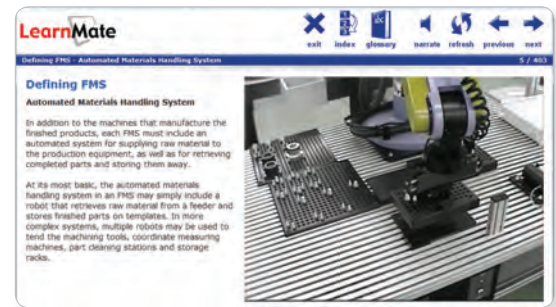 LearnMate
exit index glossary narrate refresh previous next
Defining FMS - Automated Materials Handling System 5 / 403
Defining FMS
Automated Materials Handling System
In addition to the machines that manufacture the
finished products, each FMS must include an
automated system for supplying raw material to
the production equipment, as well as for retrieving
completed parts and storing them away.
At its most basic, the automated materials
handling system in an FMS may simply include a
robot that retrieves raw material from a feeder and
stores finished parts on templates. In more
complex systems, multiple robots may be used to
tend the machining tools, coordinate measuring
machines, part cleaning stations and storage
racks.